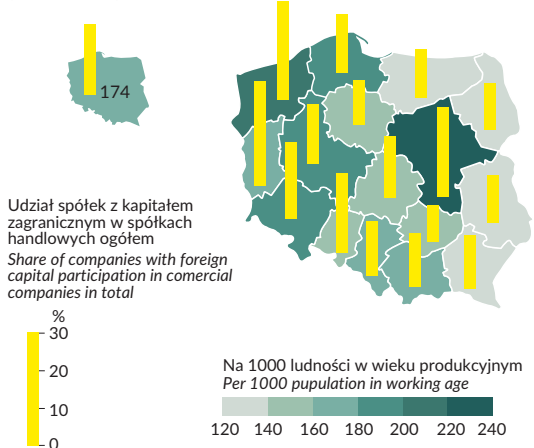 174
Udział spółek z kapitałem
zagranicznym w spółkach
handlowych ogółem
Share of companies with foreign
capital participation in comercial
companies in total
%
30
20
10
0
Na 1000 ludności w wieku produkcyjnym
Per 1000 pupulation in working age
120 140 160 180 200 220 240